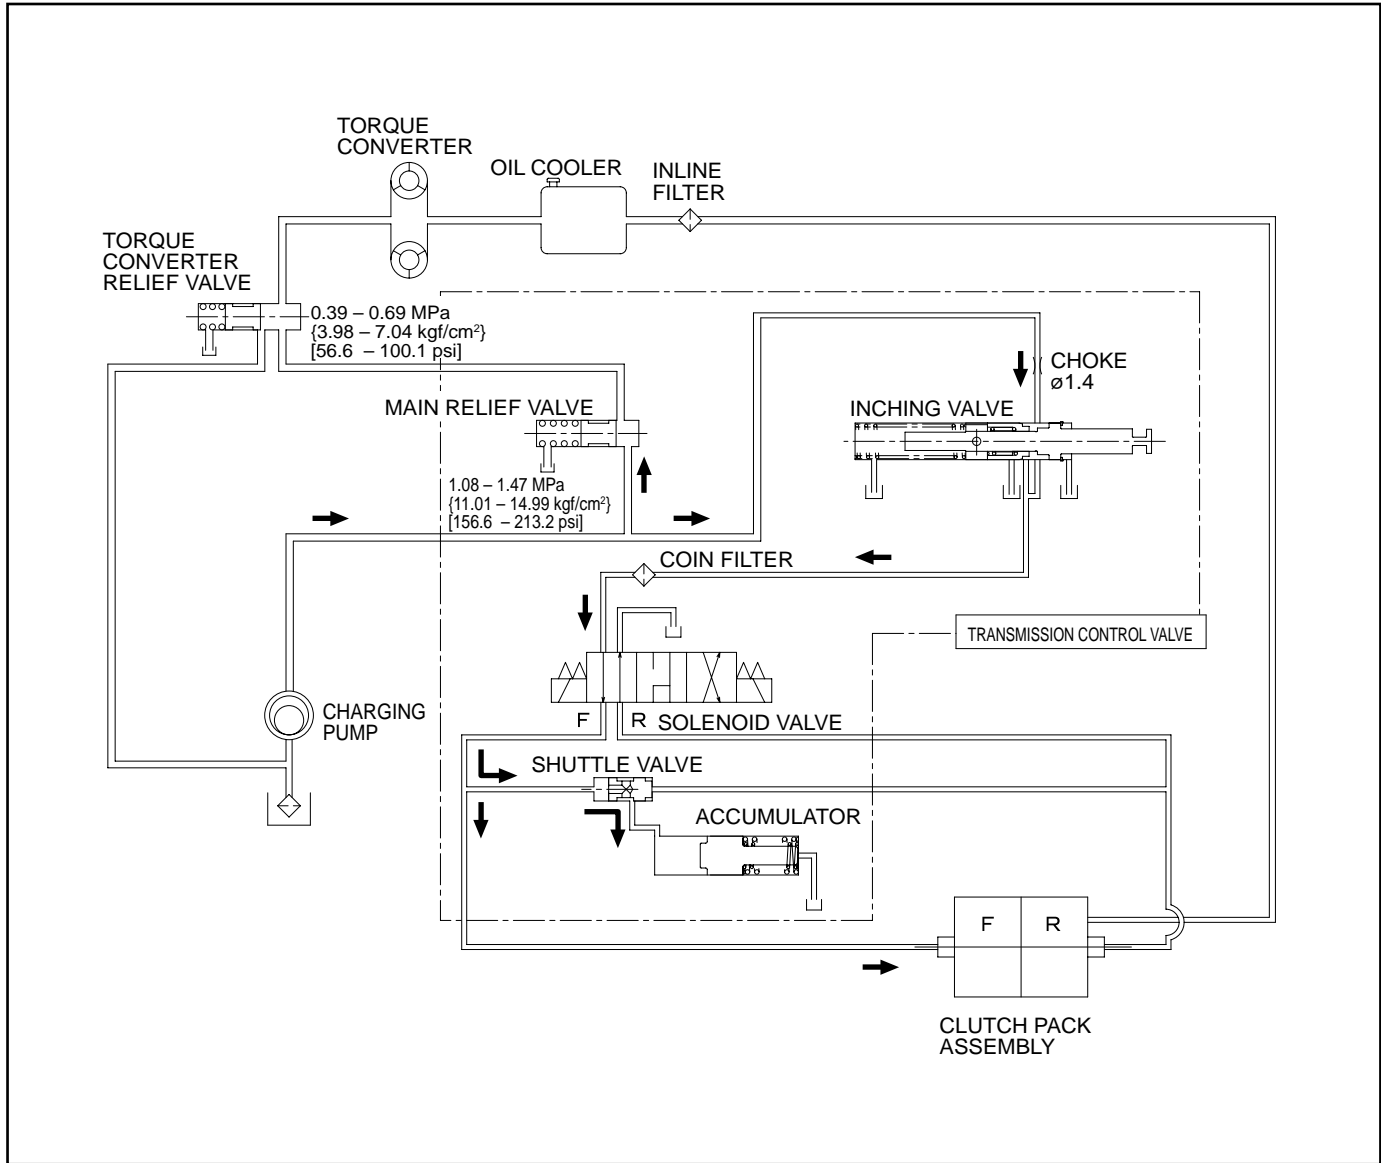 TORQUE
CONVERTER
OIL COOLER
INLINE
FILTER
TORQUE
CONVERTER
RELIEF VALVE
0.39 – 0.69 MPa
{3.98 – 7.04 kgf/cm²}
[56.6 – 100.1 psi]
CHOKE
ø1.4
MAIN RELIEF VALVE
INCHING VALVE
1.08 – 1.47 MPa
{11.01 – 14.99 kgf/cm²}
[156.6 – 213.2 psi]
COIN FILTER
TRANSMISSION CONTROL VALVE
CHARGING
PUMP
F
R
SOLENOID VALVE
SHUTTLE VALVE
ACCUMULATOR
F
R
CLUTCH PACK
ASSEMBLY